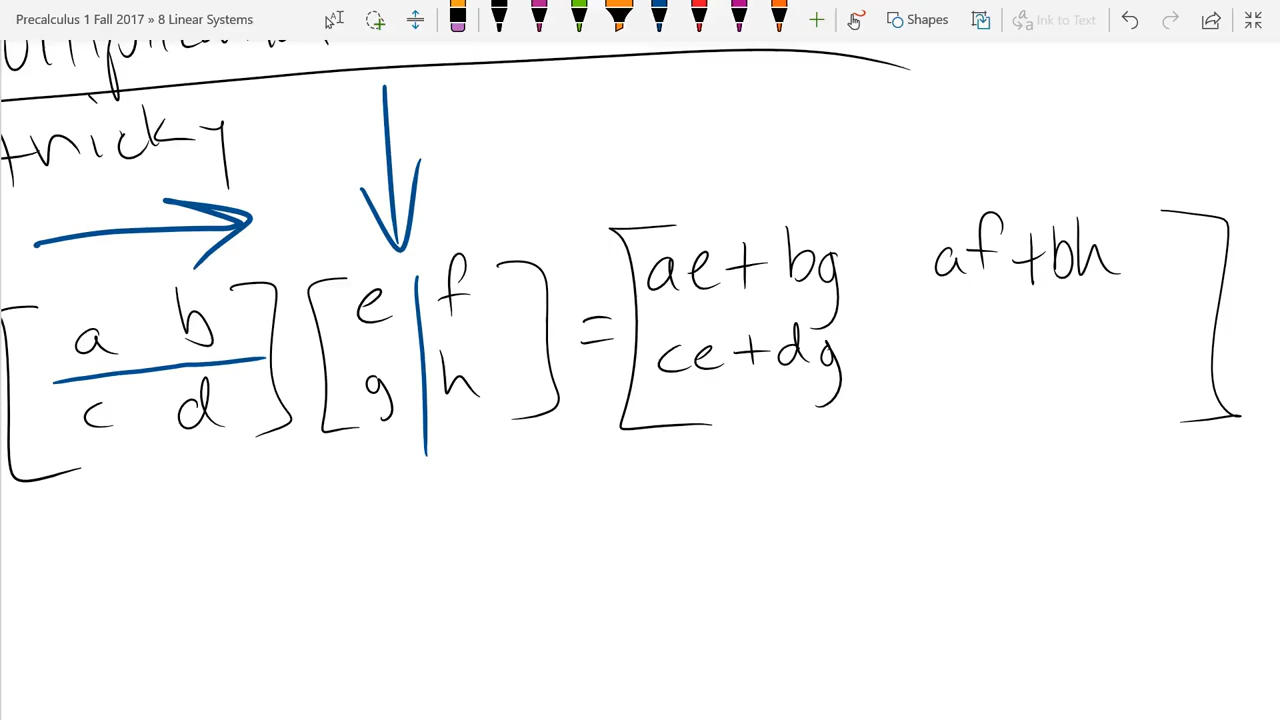 Precalculus 1 Fall 2017 » 8 Linear Systems
Shapes
Ink to Text
tricky
[a b] [e f] = [ae + bg af + bh]
[c d] [g h] [ce + dg]